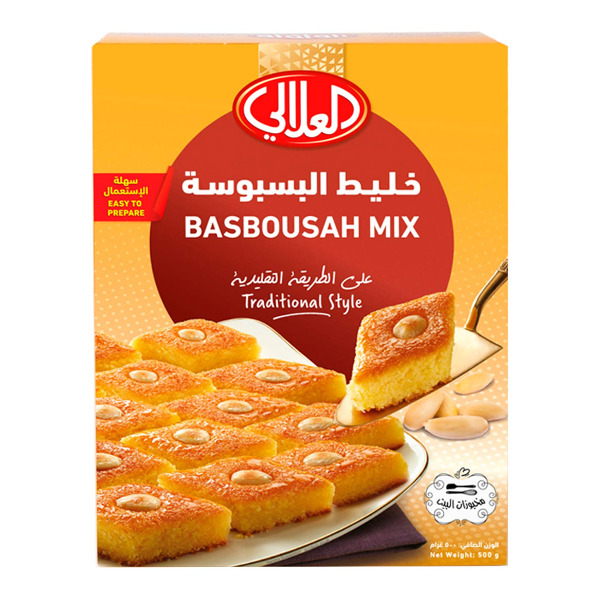 العلالي
خليط البسبوسة
BASBOUSAH MIX
سهلة
الإستعمال
EASY TO
PREPARE
على الطريقة التقليدية
Traditional Style
مخبوزات البيت
الوزن الصافي: ٥٠٠ غرام
Net Weight: 500 g